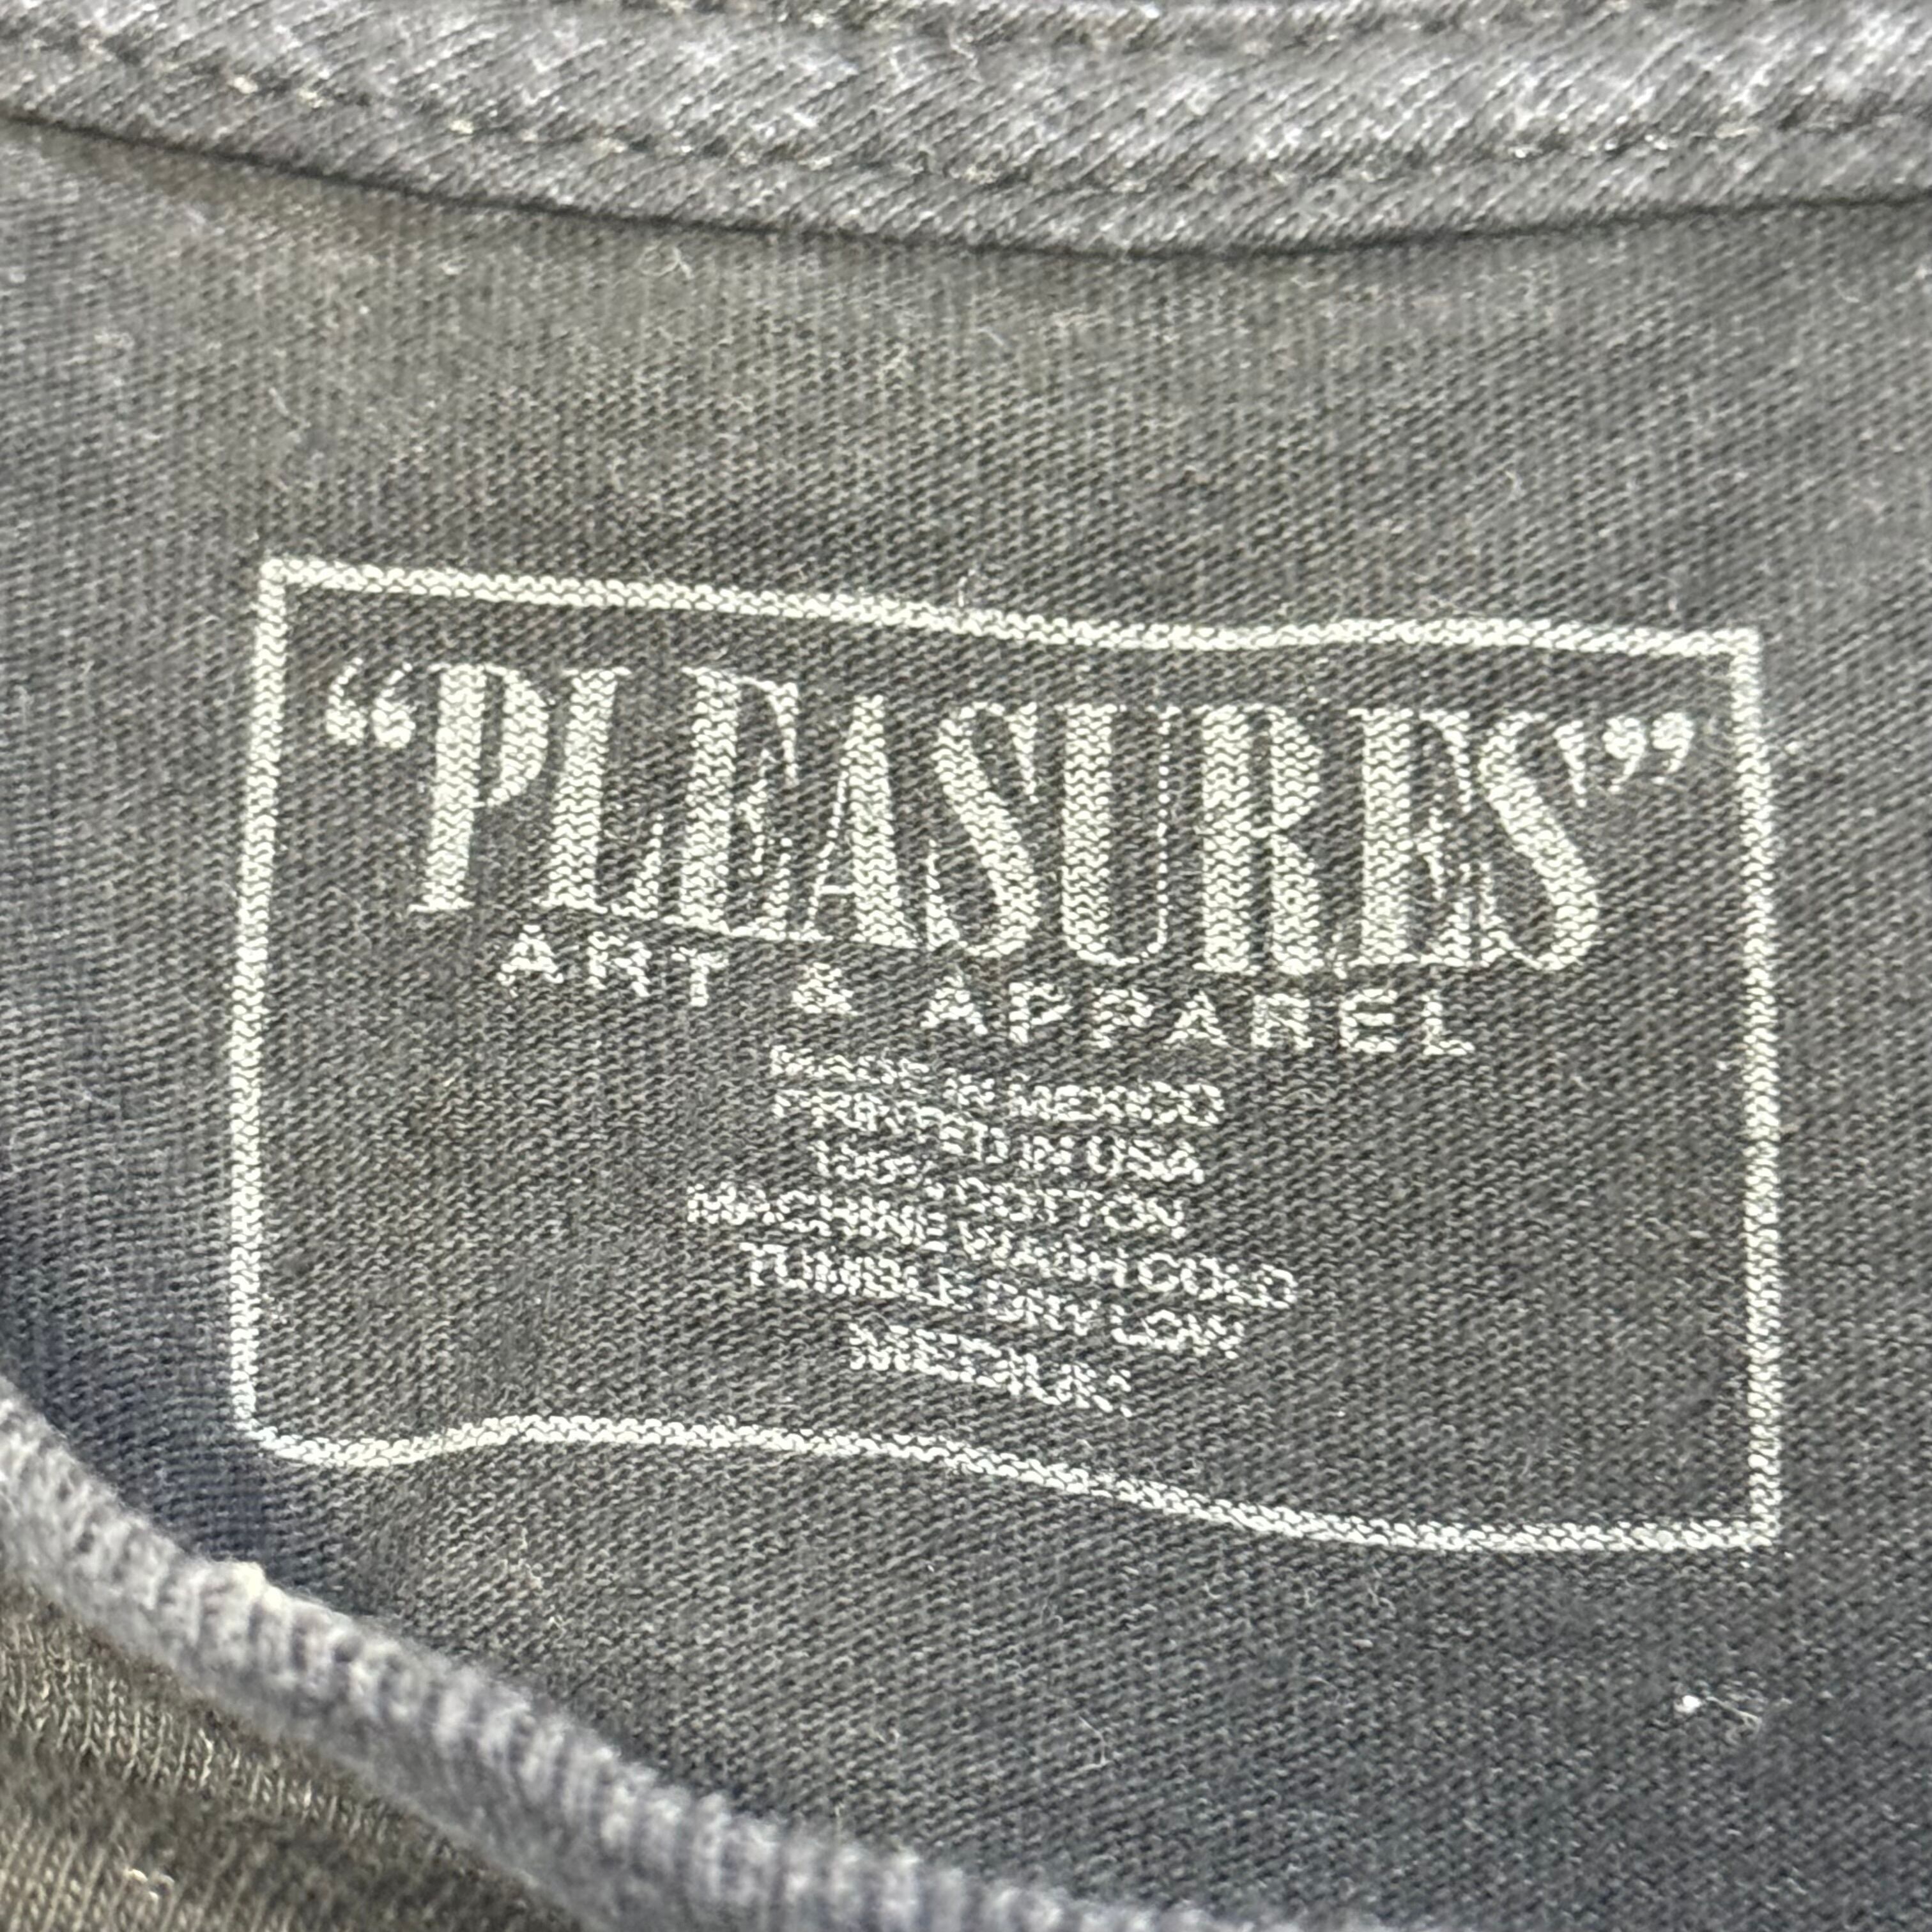 “PLEASURES”
ART & APPAREL
MADE IN MEXICO
PRINTED IN USA
100% COTTON
MACHINE WASH COLD
TUMBLE DRY LOW
MEDIUM